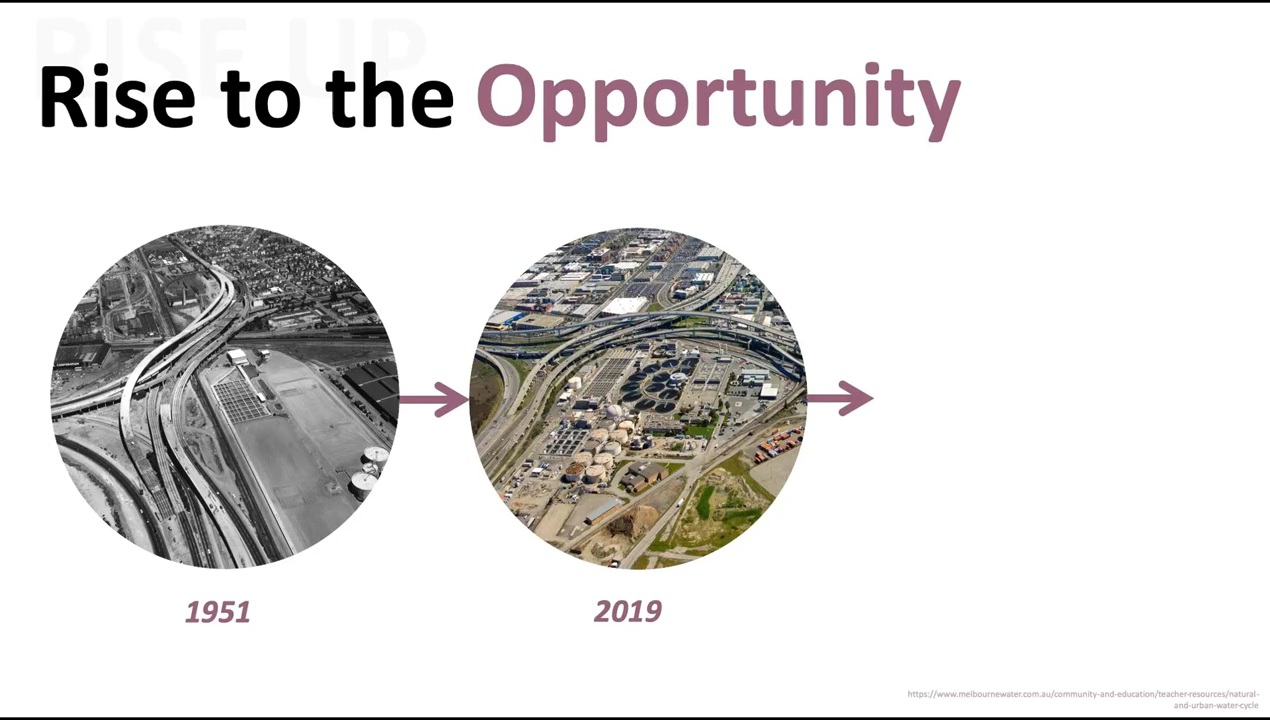 RISE UP
Rise to the Opportunity
1951
2019
https://www.melbournewater.com.au/community-and-education/teacher-resources/natural-
and-urban-water-cycle